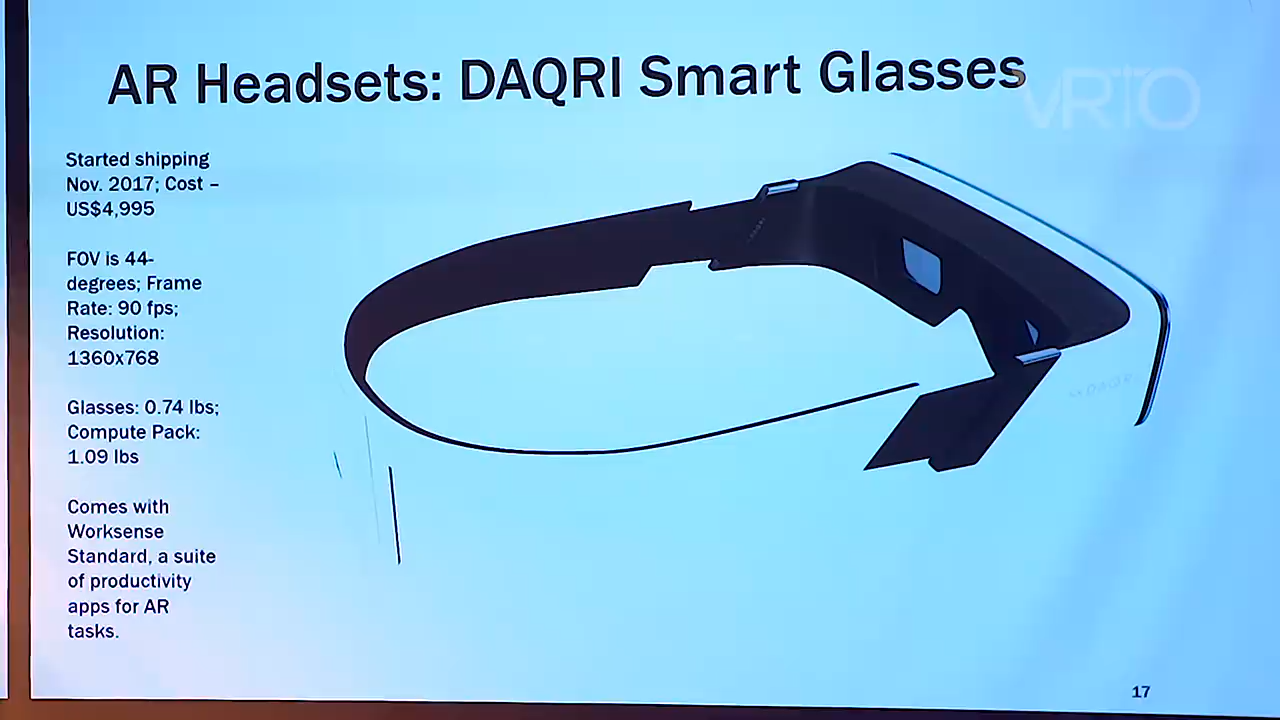 AR Headsets: DAQRI Smart Glasses
VRTO
Started shipping
Nov. 2017; Cost –
US$4,995
FOV is 44-
degrees; Frame
Rate: 90 fps;
Resolution:
1360x768
Glasses: 0.74 lbs;
Compute Pack:
1.09 lbs
Comes with
Worksense
Standard, a suite
of productivity
apps for AR
tasks.
DAQRI
17